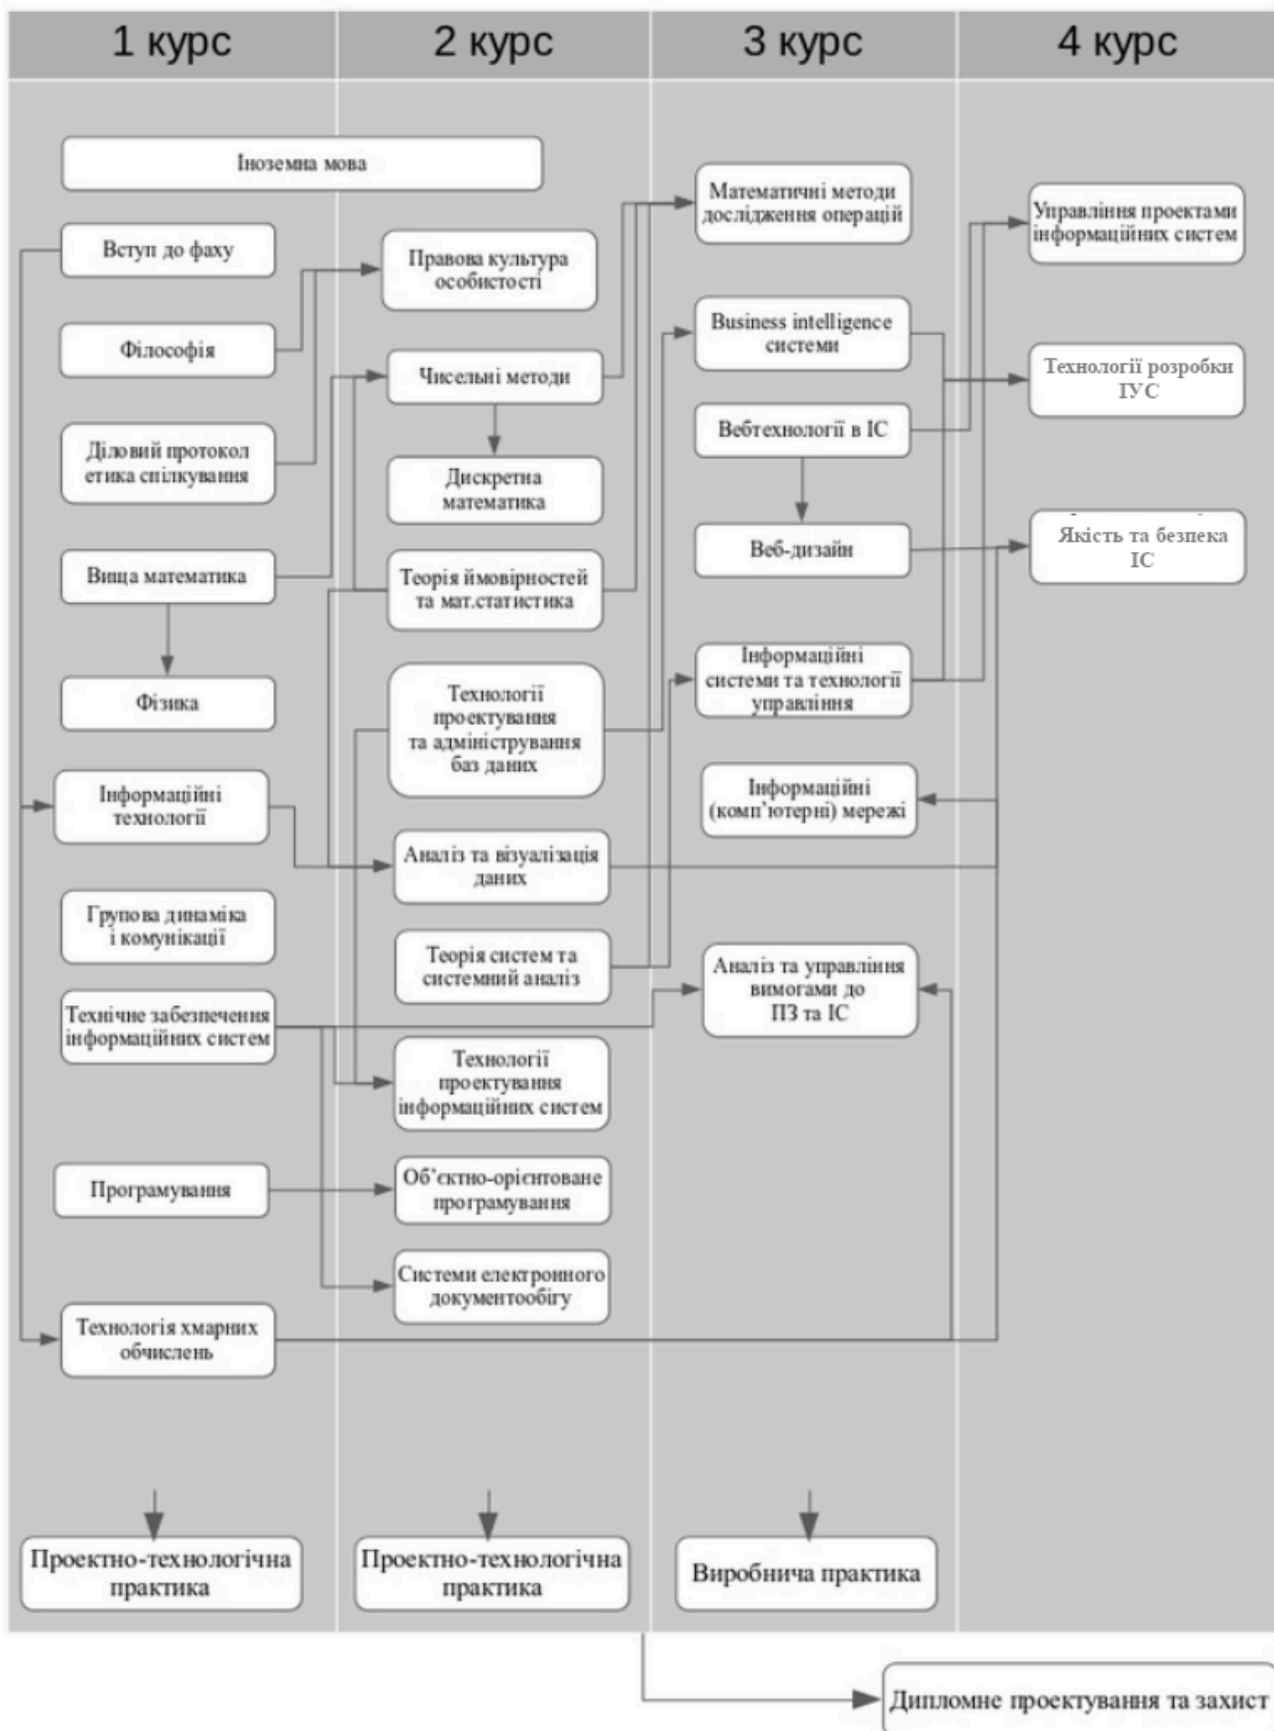 1 курс
2 курс
3 курс
4 курс
Іноземна мова
Вступ до фаху
Філософія
Діловий протокол
етика спілкування
Вища математика
Фізика
Інформаційні
технології
Групова динаміка
і комунікації
Технічне забезпечення
інформаційних систем
Програмування
Технологія хмарних
обчислень
Проектно-технологічна
практика
Правова культура
особистості
Чисельні методи
Дискретна
математика
Теорія ймовірностей
та мат.статистика
Технології
проектування
та адміністрування
баз даних
Аналіз та візуалізація
даних
Теорія систем та
системний аналіз
Технології
проектування
інформаційних систем
Об'єктно-орієнтоване
програмування
Системи електронного
документообігу
Проектно-технологічна
практика
Математичні методи
дослідження операцій
Business intelligence
системи
Вебтехнології в ІС
Веб-дизайн
Інформаційні
системи та технології
управління
Інформаційні
(комп'ютерні) мережі
Аналіз та управління
вимогами до
ПЗ та ІС
Виробнича практика
Управління проектами
інформаційних систем
Технології розробки
ІУС
Якість та безпека
ІС
Дипломне проектування та захист